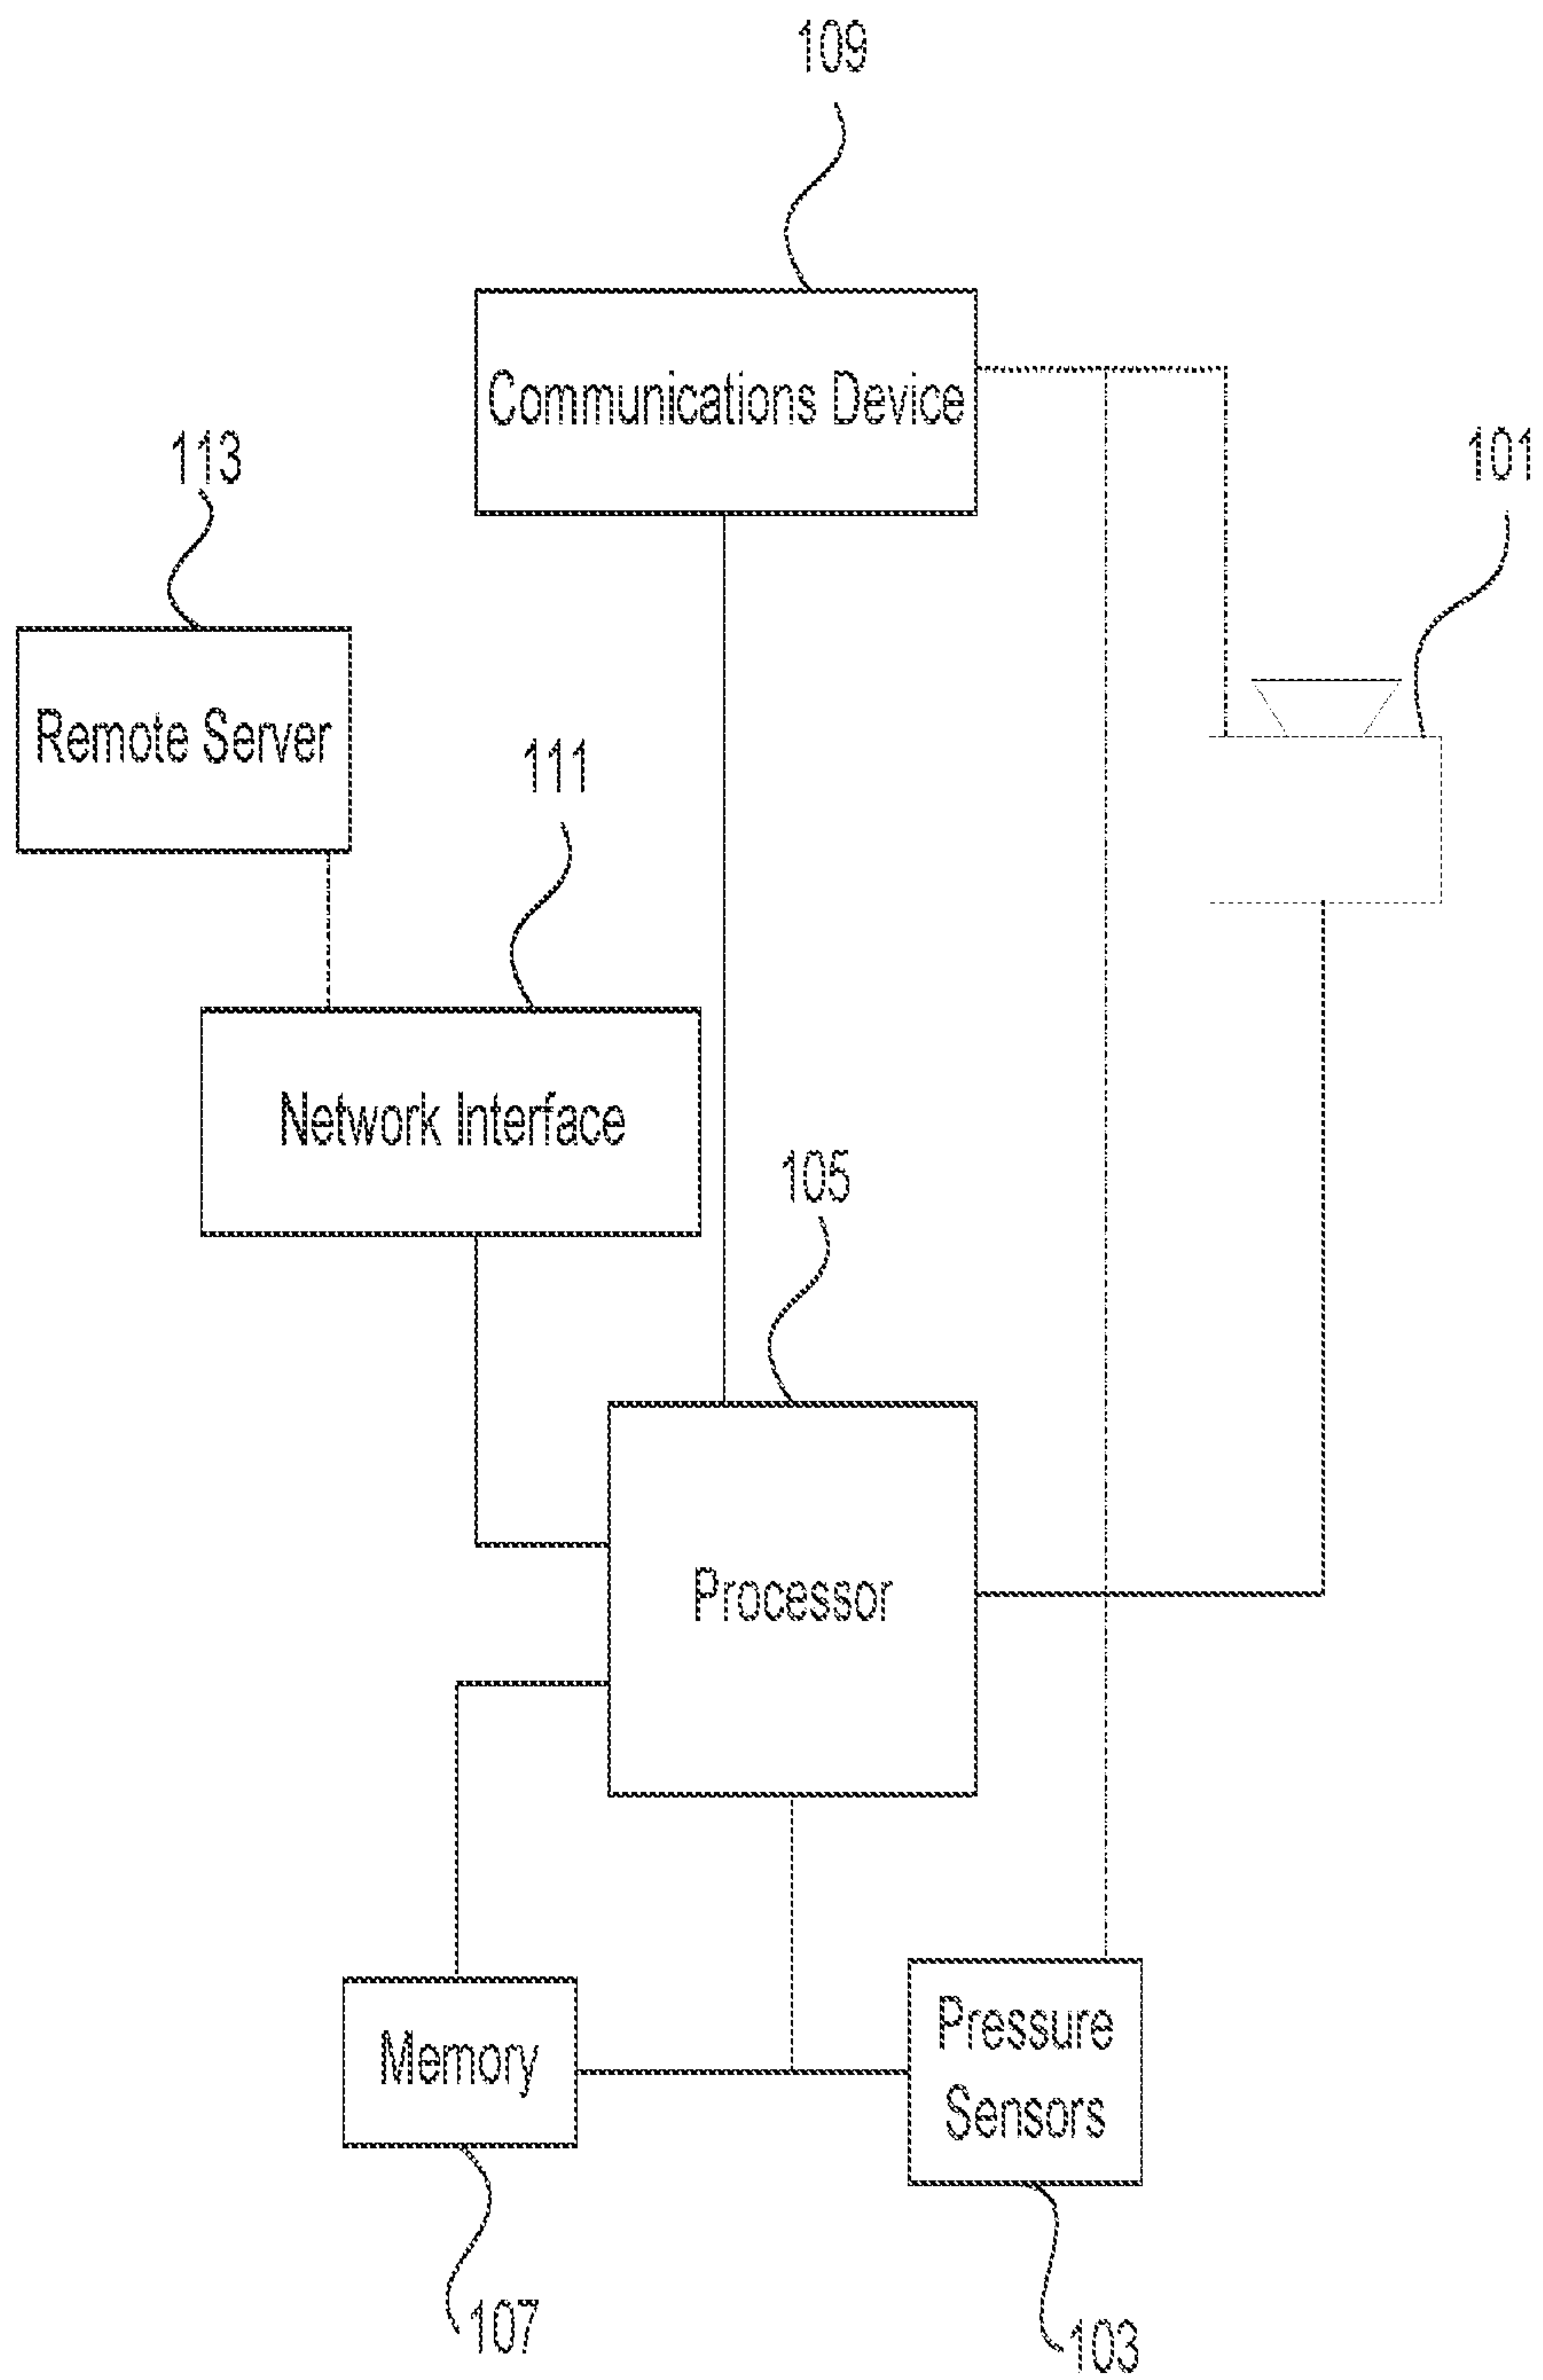 109
Communications Device
113
101
Remote Server
111
Network Interface
105
Processor
Memory
Pressure
Sensors
107
103